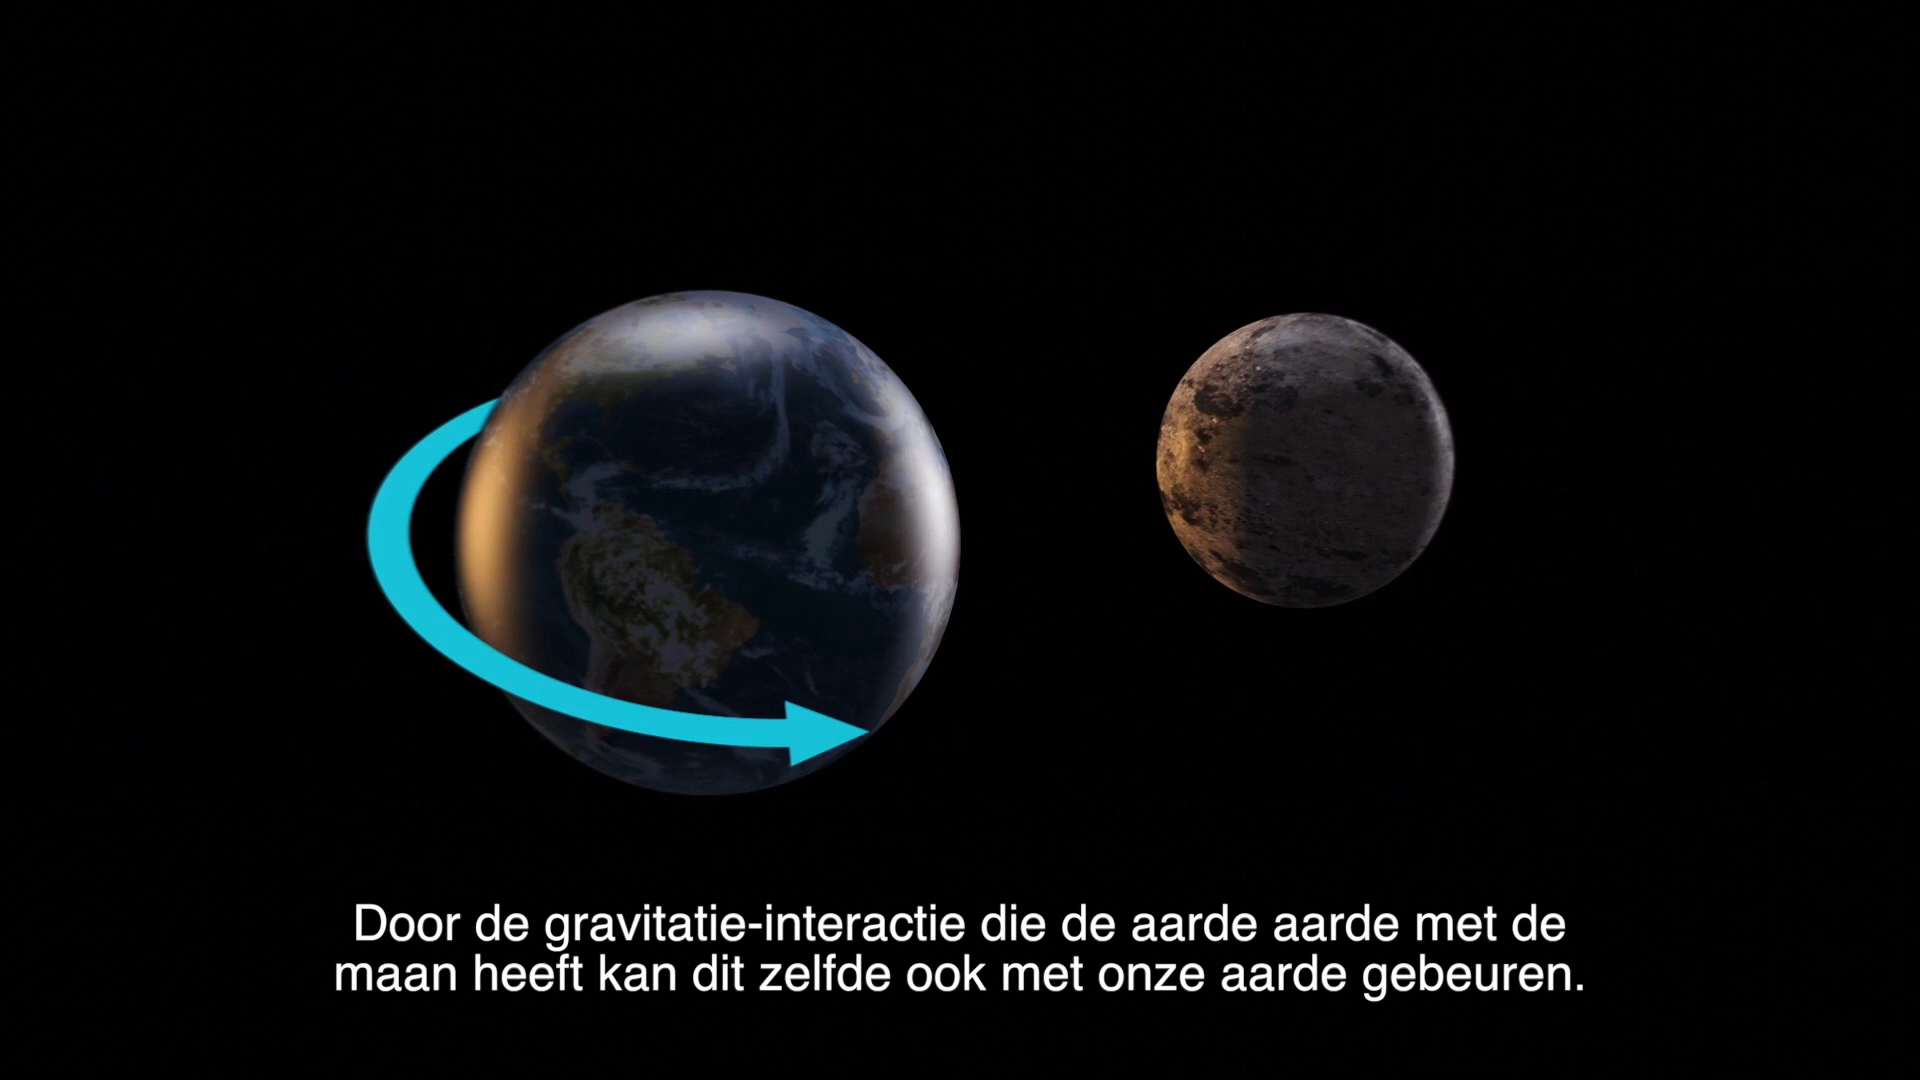 Door de gravitatie-interactie die de aarde aarde met de
maan heeft kan dit zelfde ook met onze aarde gebeuren.